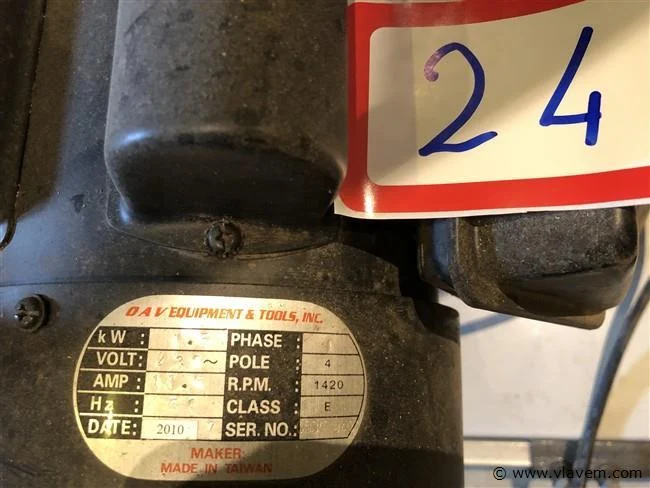 24
OAV EQUIPMENT & TOOLS, INC.
kW : PHASE :
VOLT: POLE : 4
AMP : R.P.M. : 1420
Hz : CLASS : E
DATE: 2010 SER. NO.:
MAKER:
MADE IN TAIWAN
© www.vlavem.com